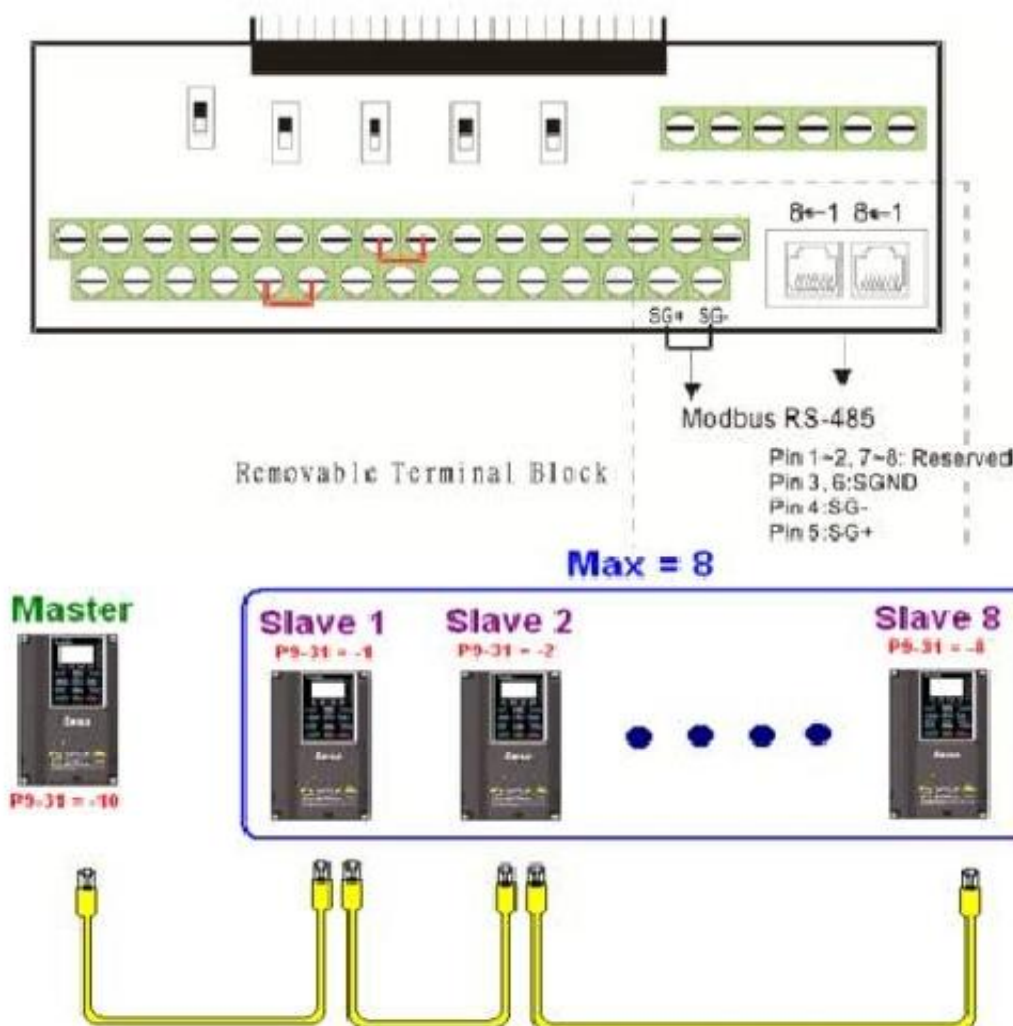 8←1 8←1
SG+ SG-
Modbus RS-485
Pin 1~2, 7~8: Reserved
Pin 3, 6:SGND
Pin 4:SG-
Pin 5:SG+
Removable Terminal Block
Max = 8
Master
Slave 1
Slave 2
Slave 8
P9-31 = -1
P9-31 = -2
P9-31 = -8
P9-31 = -10